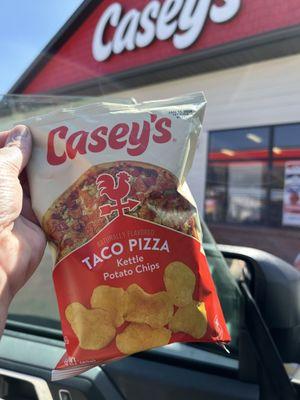 Casey's
Casey's
NATURALLY FLAVORED
TACO PIZZA
Kettle
Potato Chips